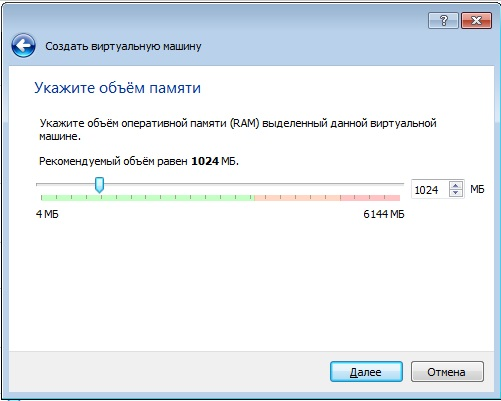 ?
X
Создать виртуальную машину
Укажите объём памяти
Укажите объём оперативной памяти (RAM) выделенный данной виртуальной
машине.
Рекомендуемый объём равен 1024 МБ.
1024 МБ
4 МБ 6144 МБ
Далее Отмена